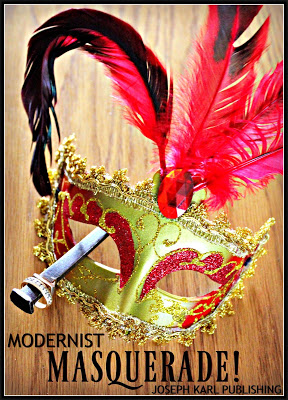 MODERNIST
MASQUERADE!
JOSEPH KARL PUBLISHING